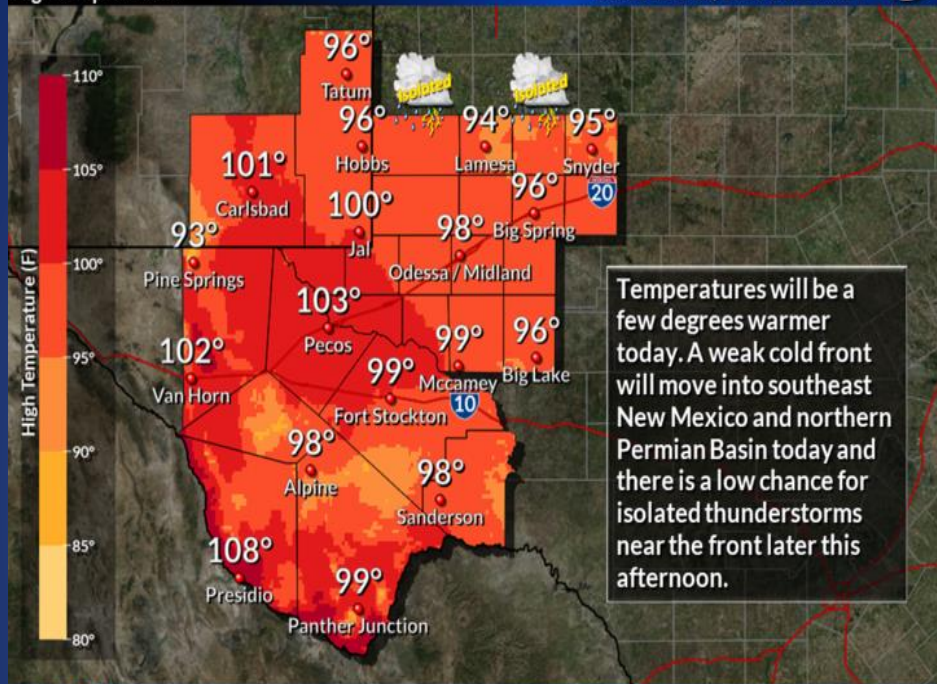 110°
105°
100°
95°
90°
85°
80°
High Temperature (F)
96°
Tatum
Isolated
Isolated
96°
Hobbs
94°
Lamesa
95°
Snyder
101°
Carlsbad
100°
Jal
96°
Big Spring
20
93°
Pine Springs
98°
Odessa / Midland
103°
Pecos
102°
Van Horn
99°
Fort Stockton
99°
Mccamey
96°
Big Lake
10
98°
Alpine
98°
Sanderson
108°
Presidio
99°
Panther Junction
Temperatures will be a
few degrees warmer
today. A weak cold front
will move into southeast
New Mexico and northern
Permian Basin today and
there is a low chance for
isolated thunderstorms
near the front later this
afternoon.